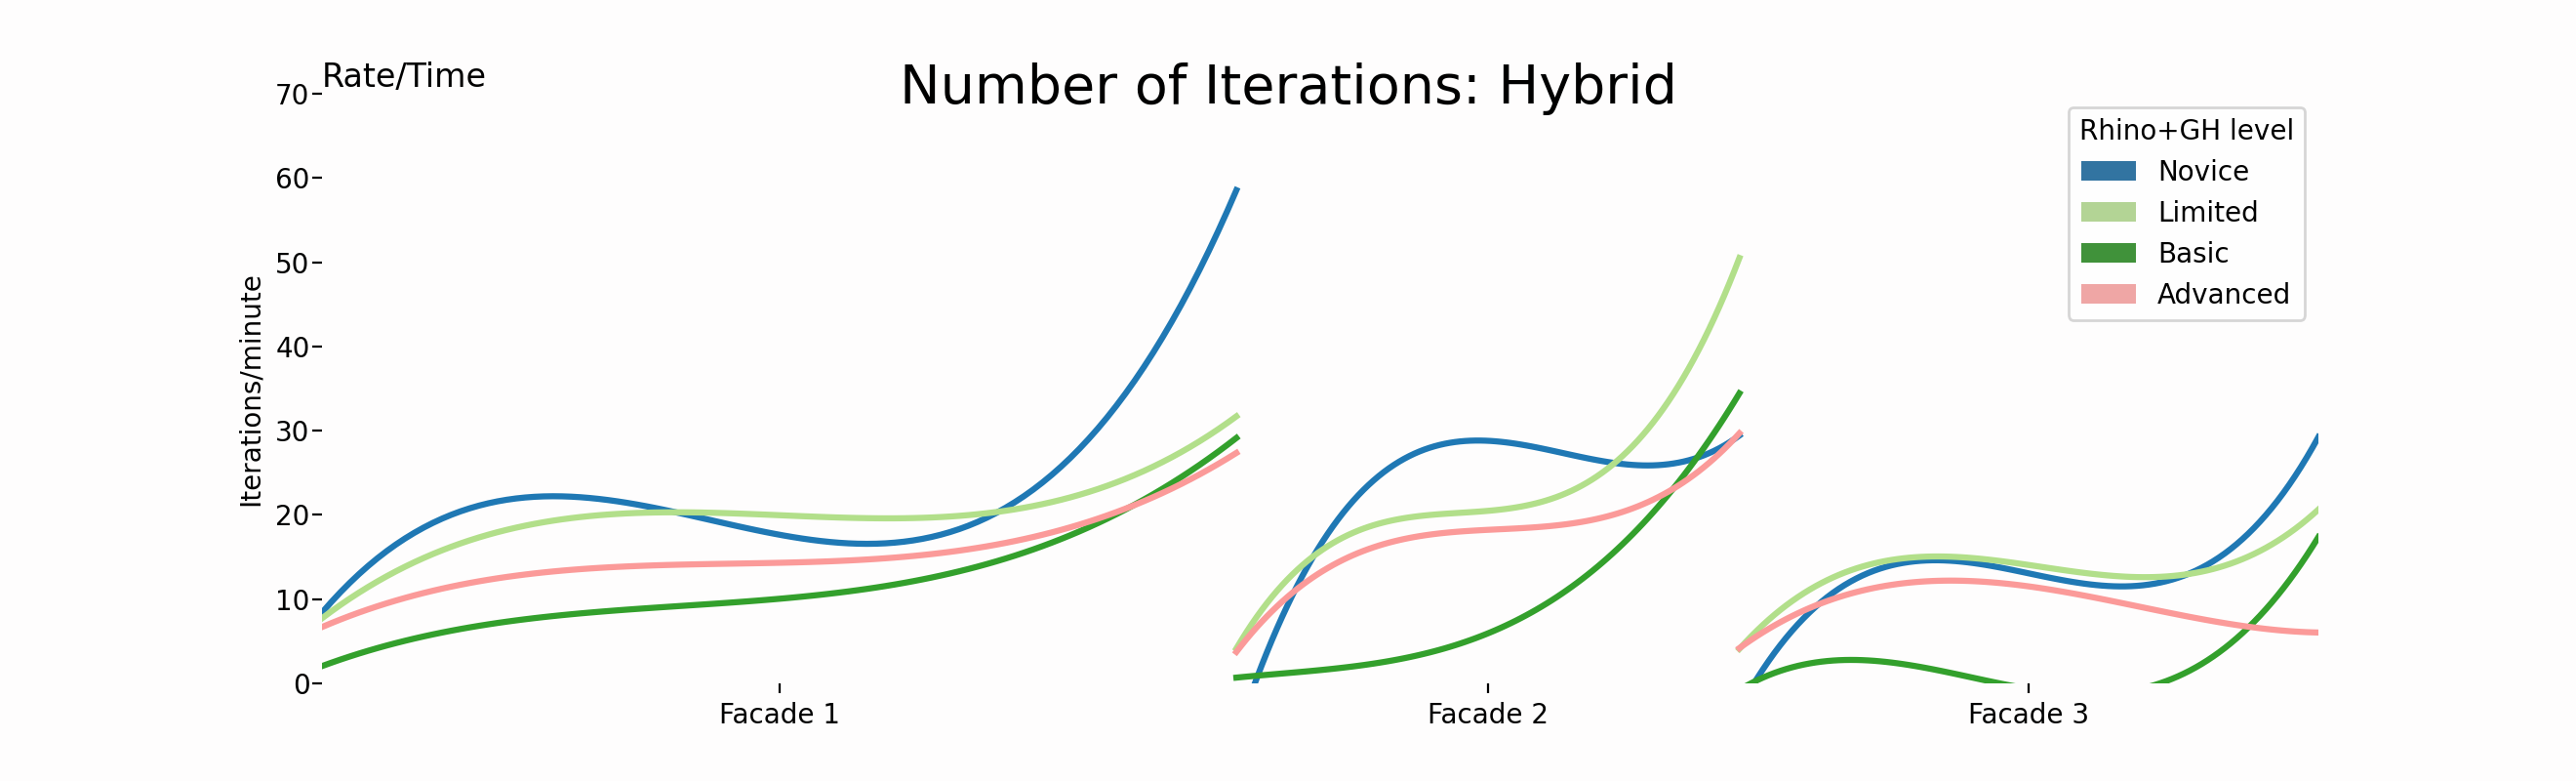 Number of Iterations: Hybrid
Rate/Time
Iterations/minute
70
60
50
40
30
20
10
0
Facade 1
Facade 2
Facade 3
Rhino+GH level
Novice
Limited
Basic
Advanced